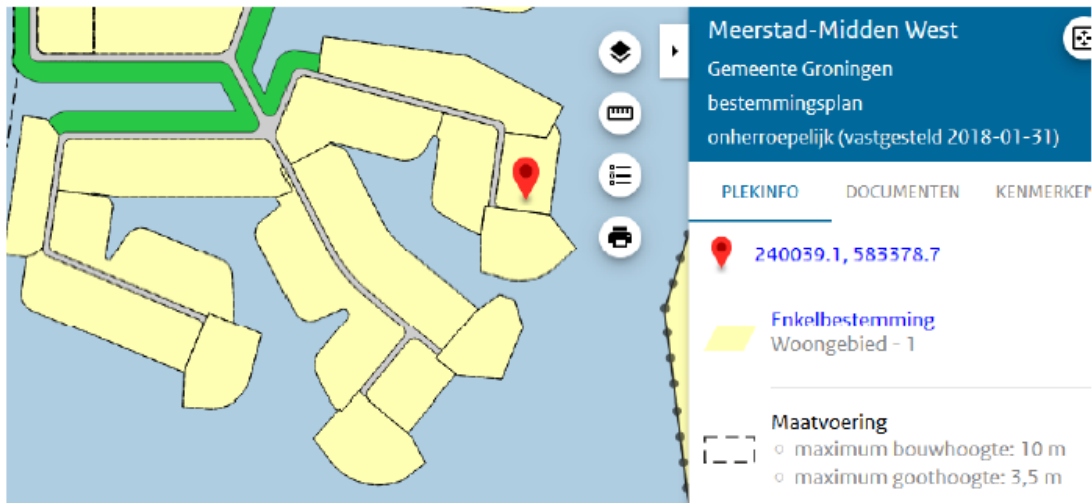 Meerstad-Midden West
Gemeente Groningen
bestemmingsplan
onherroepelijk (vastgesteld 2018-01-31)
PLEKINFO DOCUMENTEN KENMERKEN
240039.1, 583378.7
Enkelbestemming
Woongebied - 1
Maatvoering
maximum bouwhoogte: 10 m
maximum goothoogte: 3,5 m